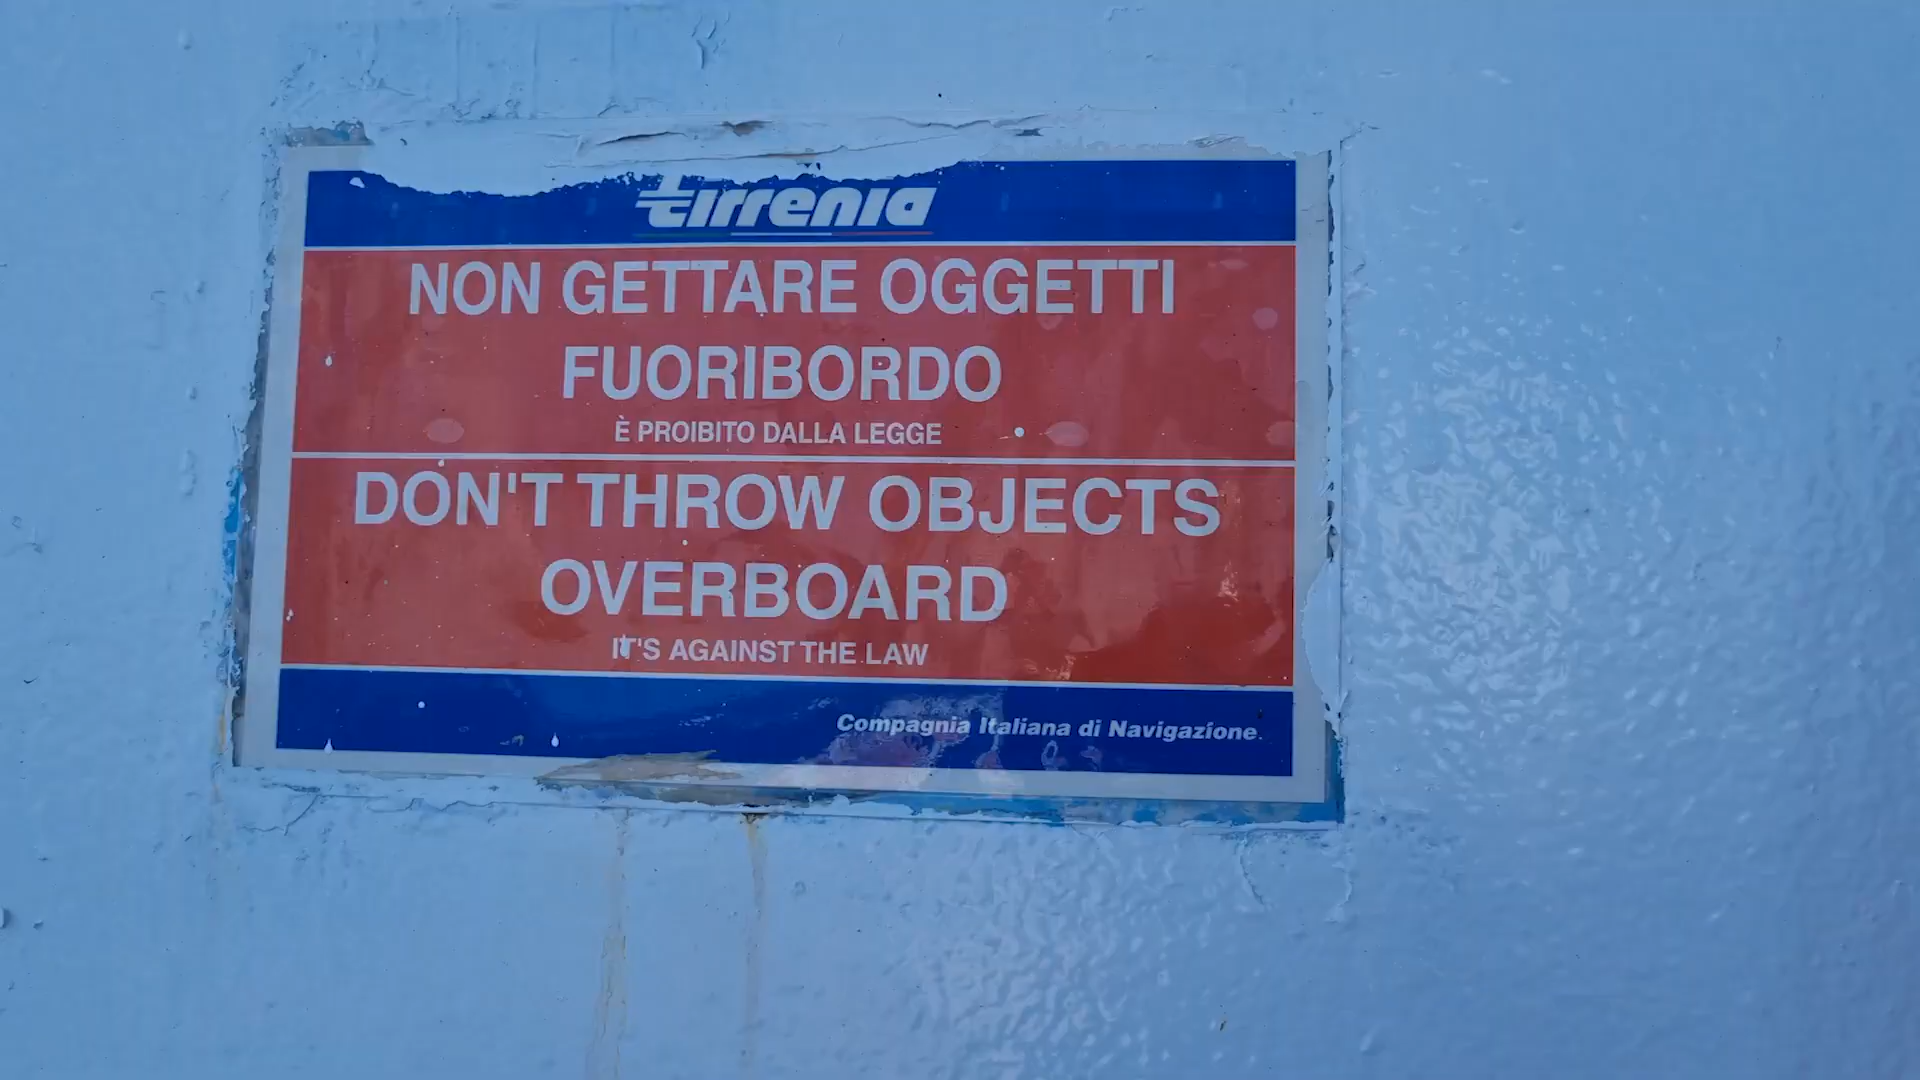 tirrenia
NON GETTARE OGGETTI
FUORIBORDO
È PROIBITO DALLA LEGGE
DON'T THROW OBJECTS
OVERBOARD
IT'S AGAINST THE LAW
Compagnia Italiana di Navigazione